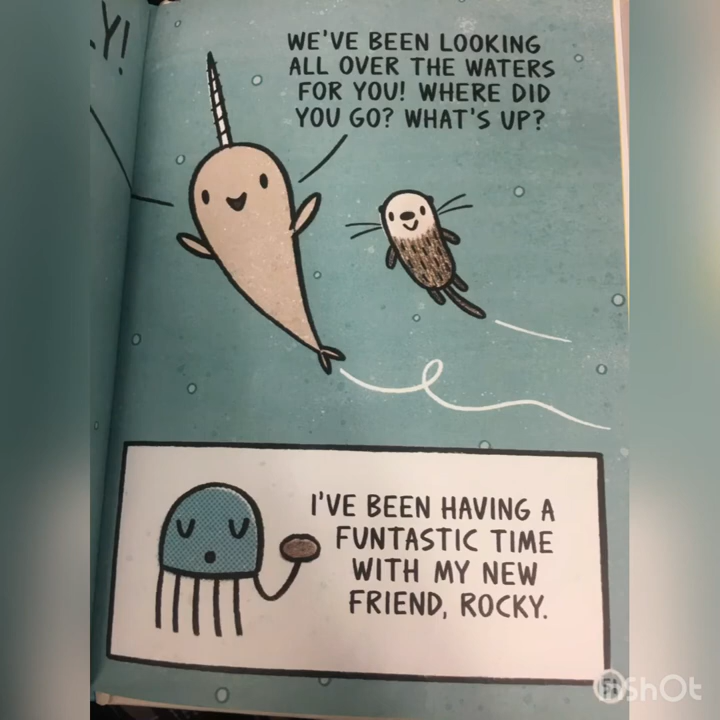 Y!
WE'VE BEEN LOOKING
ALL OVER THE WATERS
FOR YOU! WHERE DID
YOU GO? WHAT'S UP?
I'VE BEEN HAVING A
FUNTASTIC TIME
WITH MY NEW
FRIEND, ROCKY.